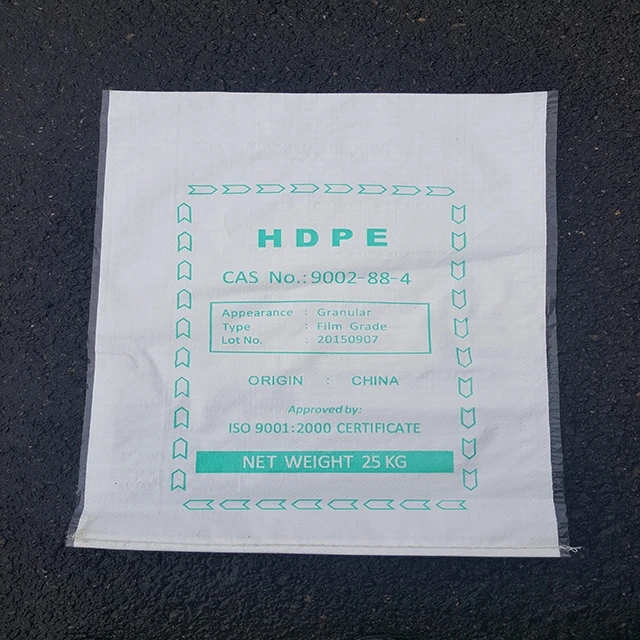 HDPE
CAS No.:9002-88-4
Appearance : Granular
Type : Film Grade
Lot No. : 20150907
ORIGIN : CHINA
Approved by:
ISO 9001:2000 CERTIFICATE
NET WEIGHT 25 KG